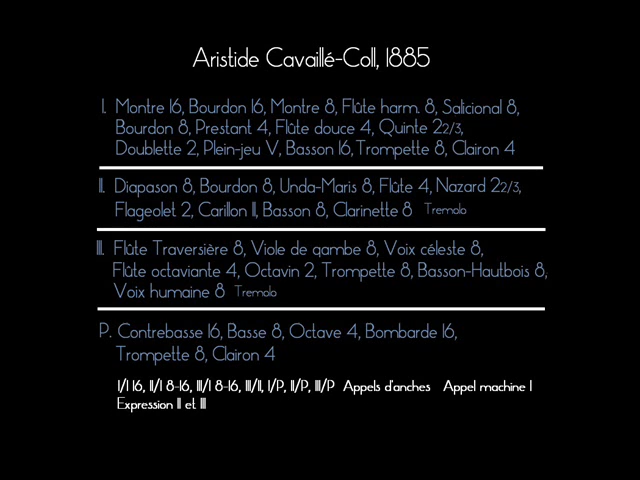 Aristide Cavaillé-Coll, 1885
I. Montre 16, Bourdon 16, Montre 8, Flûte harm. 8, Salicional 8,
Bourdon 8, Prestant 4, Flûte douce 4, Quinte 22/3,
Doublette 2, Plein-jeu V, Basson 16, Trompette 8, Clairon 4
II. Diapason 8, Bourdon 8, Unda-Maris 8, Flûte 4, Nazard 22/3,
Flageolet 2, Carillon II, Basson 8, Clarinette 8 Tremolo
III. Flûte Traversière 8, Viole de gambe 8, Voix céleste 8,
Flûte octaviante 4, Octavin 2, Trompette 8, Basson-Hautbois 8,
Voix humaine 8 Tremolo
P. Contrebasse 16, Basse 8, Octave 4, Bombarde 16,
Trompette 8, Clairon 4
I/I 16, II/I 8-16, III/I 8-16, III/II, I/P, II/P, III/P Appels d'anches Appel machine I
Expression II et III